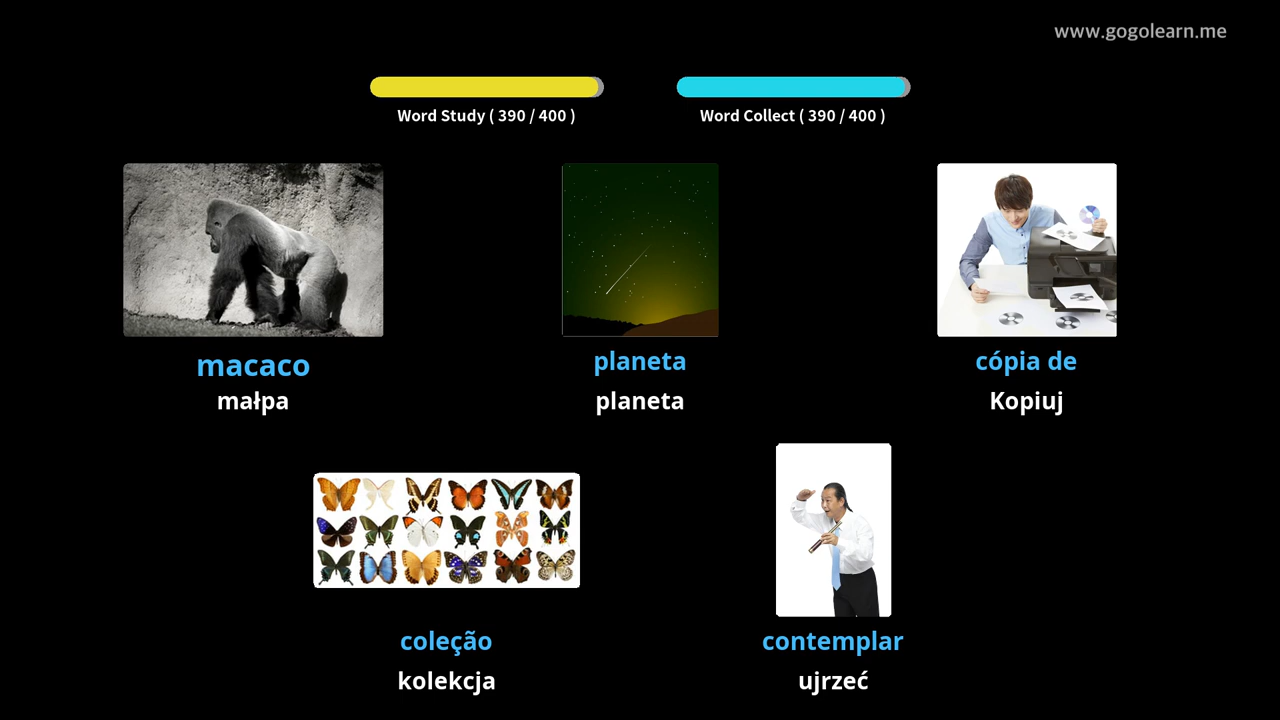 www.gogolearn.me
Word Study ( 390 / 400 )
Word Collect ( 390 / 400 )
macaco
małpa
planeta
planeta
cópia de
Kopiuj
coleção
kolekcja
contemplar
ujrzeć